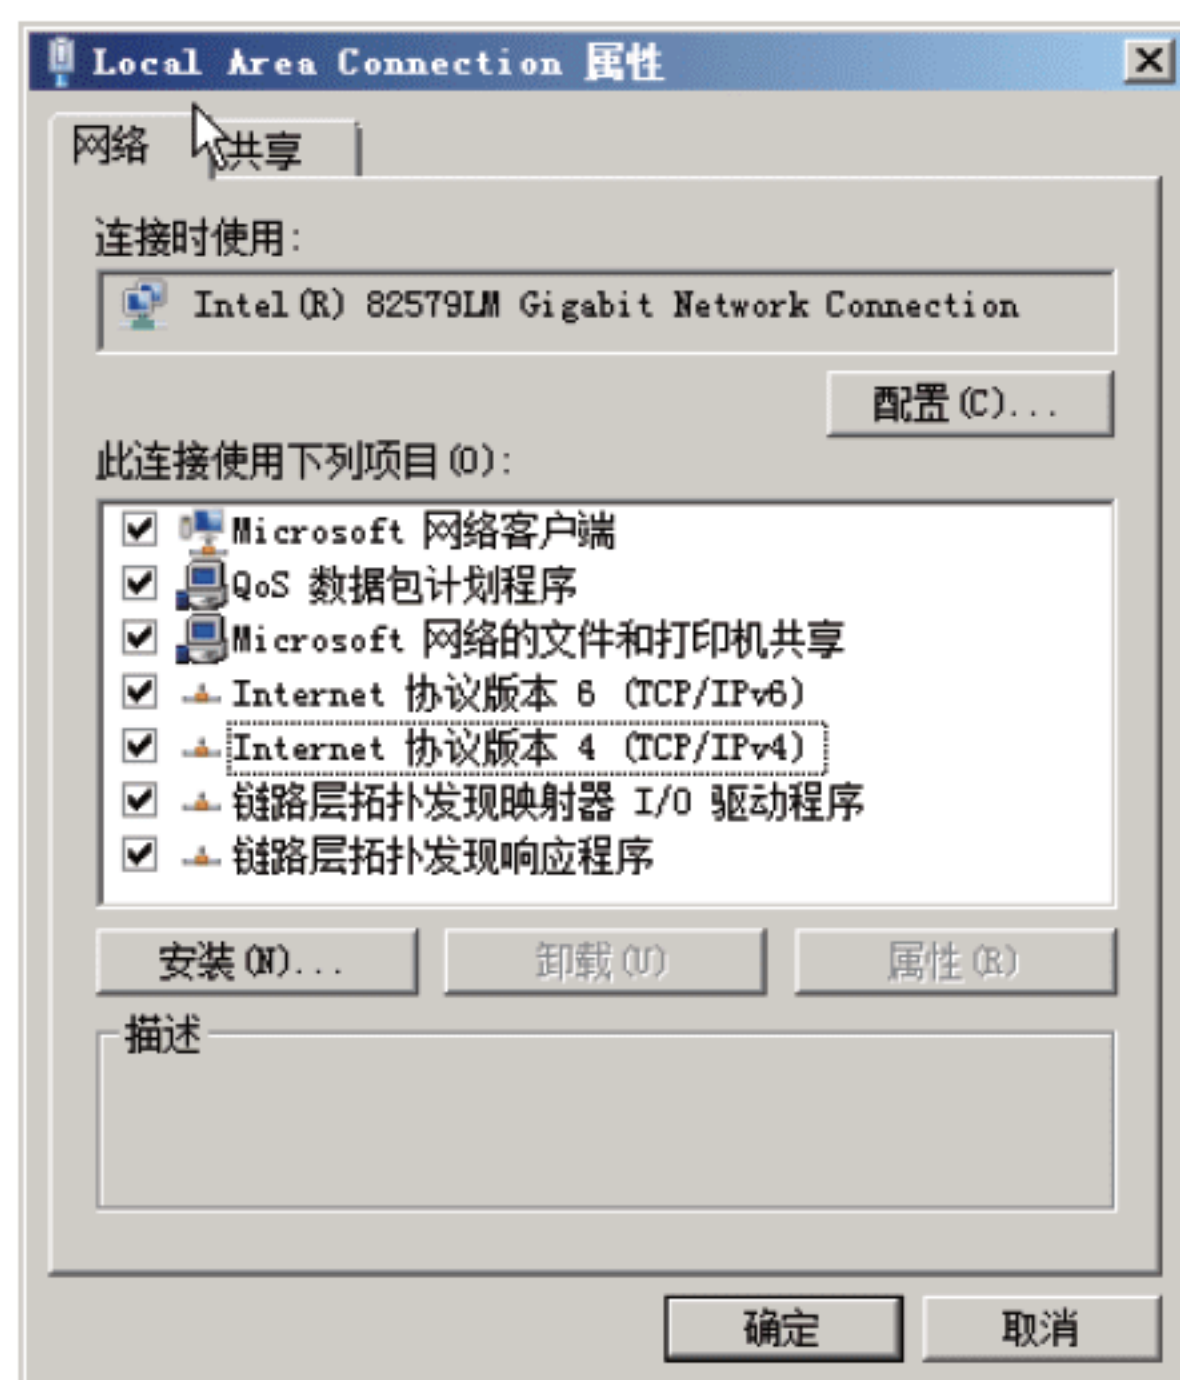 Local Area Connection 属性
网络 共享
连接时使用:
Intel(R) 82579LM Gigabit Network Connection
配置(C)...
此连接使用下列项目(O):
Microsoft 网络客户端
QoS 数据包计划程序
Microsoft 网络的文件和打印机共享
Internet 协议版本 6 (TCP/IPv6)
Internet 协议版本 4 (TCP/IPv4)
链路层拓扑发现映射器 I/O 驱动程序
链路层拓扑发现响应程序
安装(N)... 卸载(U) 属性(R)
描述
确定 取消